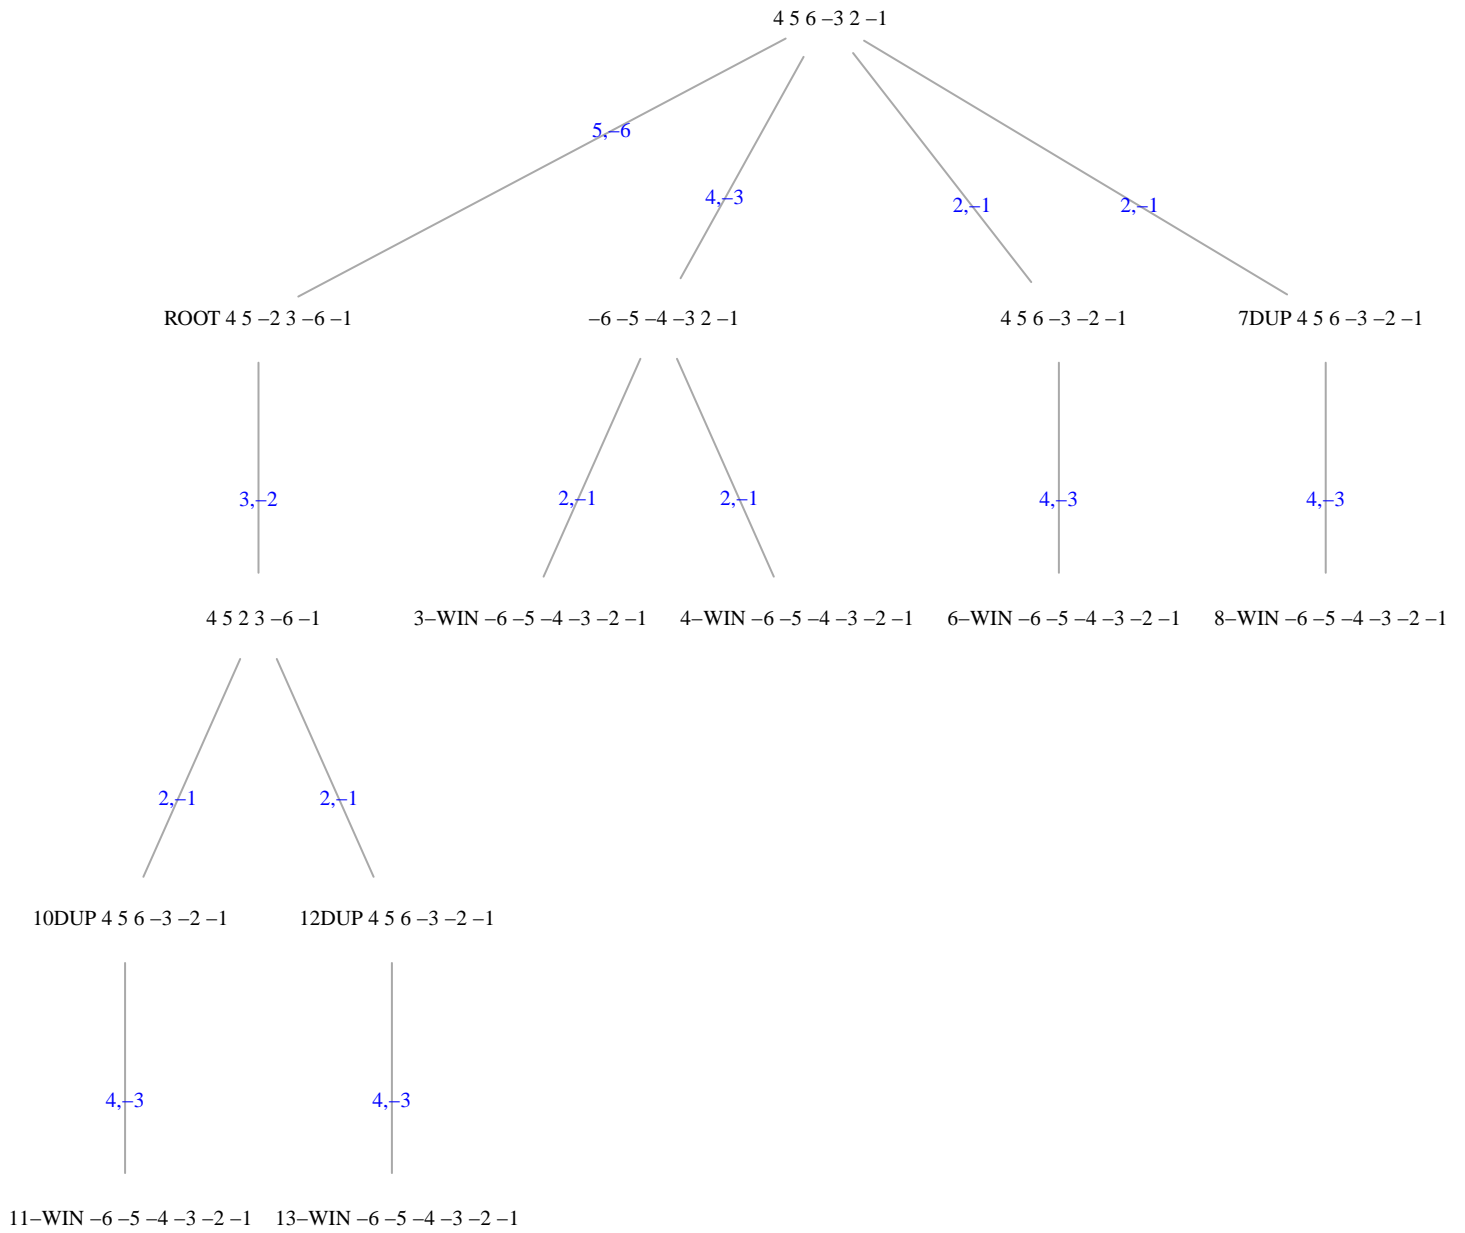 4 5 6 –3 2 –1
5,–6
4,–3
2,–1
2,–1
ROOT 4 5 –2 3 –6 –1
–6 –5 –4 –3 2 –1
4 5 6 –3 –2 –1
7DUP 4 5 6 –3 –2 –1
3,–2
2,–1
2,–1
4,–3
4,–3
4 5 2 3 –6 –1
3–WIN –6 –5 –4 –3 –2 –1
4–WIN –6 –5 –4 –3 –2 –1
6–WIN –6 –5 –4 –3 –2 –1
8–WIN –6 –5 –4 –3 –2 –1
2,–1
2,–1
10DUP 4 5 6 –3 –2 –1
12DUP 4 5 6 –3 –2 –1
4,–3
4,–3
11–WIN –6 –5 –4 –3 –2 –1
13–WIN –6 –5 –4 –3 –2 –1